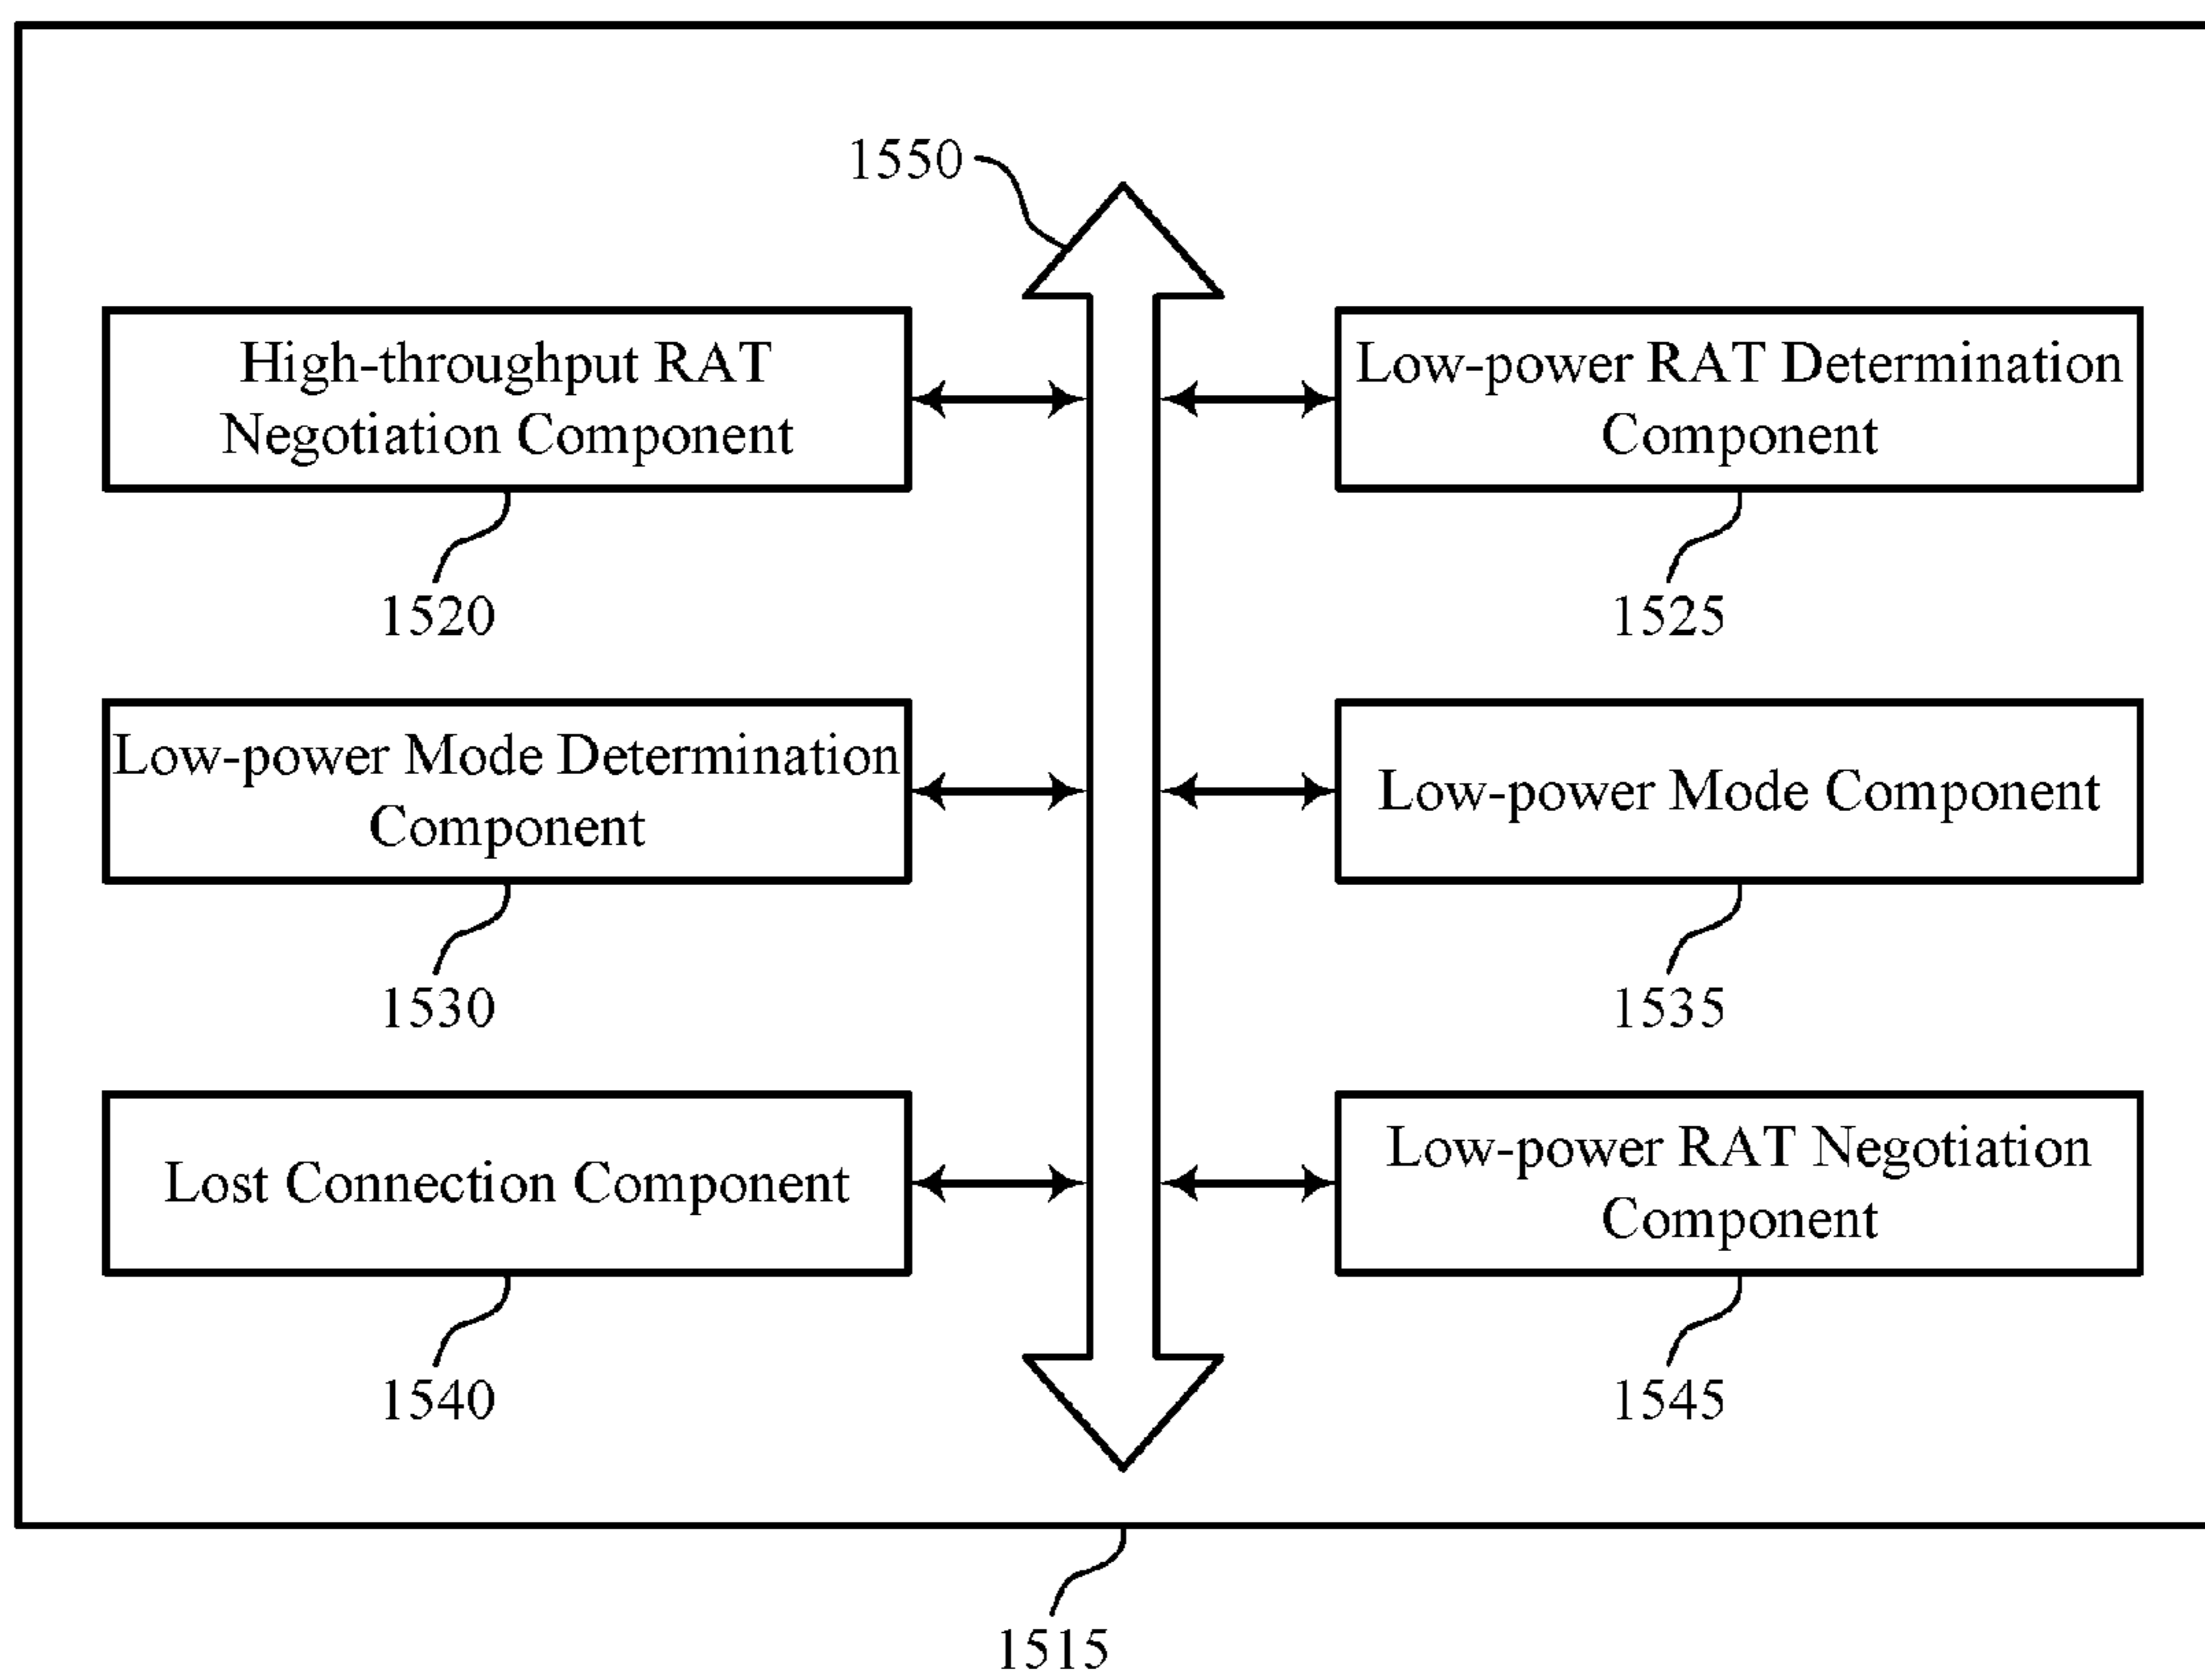 1550
High-throughput RAT
Negotiation Component
Low-power RAT Determination
Component
1520
1525
Low-power Mode Determination
Component
Low-power Mode Component
1530
1535
Lost Connection Component
Low-power RAT Negotiation
Component
1540
1545
1515